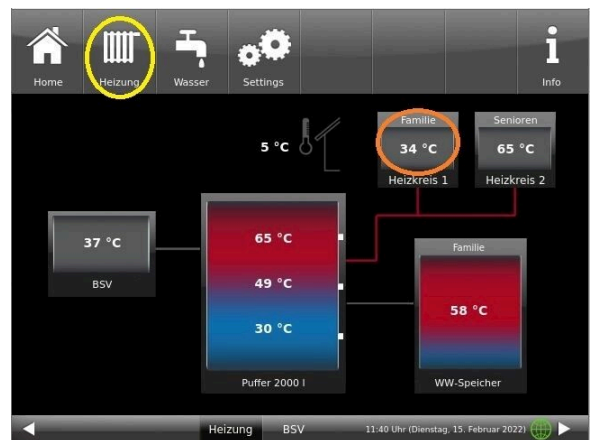 Home
Heizung
Wasser
Settings
Info
i
5 °C
Familie
34 °C
Heizkreis 1
Senioren
65 °C
Heizkreis 2
37 °C
BSV
65 °C
49 °C
30 °C
Puffer 2000 l
Familie
58 °C
WW-Speicher
Heizung
BSV
11:40 Uhr (Dienstag, 15. Februar 2022)